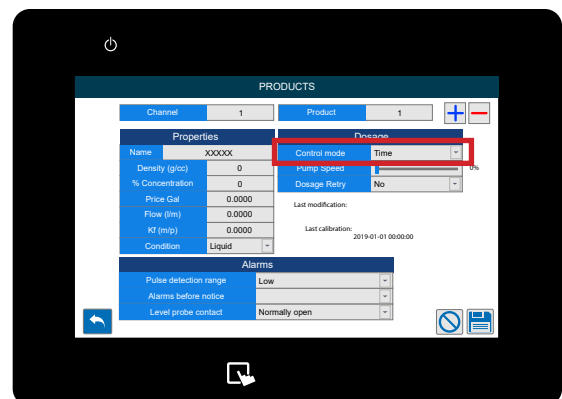 PRODUCTS
Channel 1 Product 1
Properties Dosage
Name XXXXX Control mode Time
Density (g/cc) 0 Pump Speed 0%
% Concentration 0 Dosage Retry No
Price Gal 0.0000
Last modification:
Flow (l/m) 0.0000
Kf (m/p) 0.0000 Last calibration:
2019-01-01 00:00:00
Condition Liquid
Alarms
Pulse detection range Low
Alarms before notice
Level probe contact Normally open